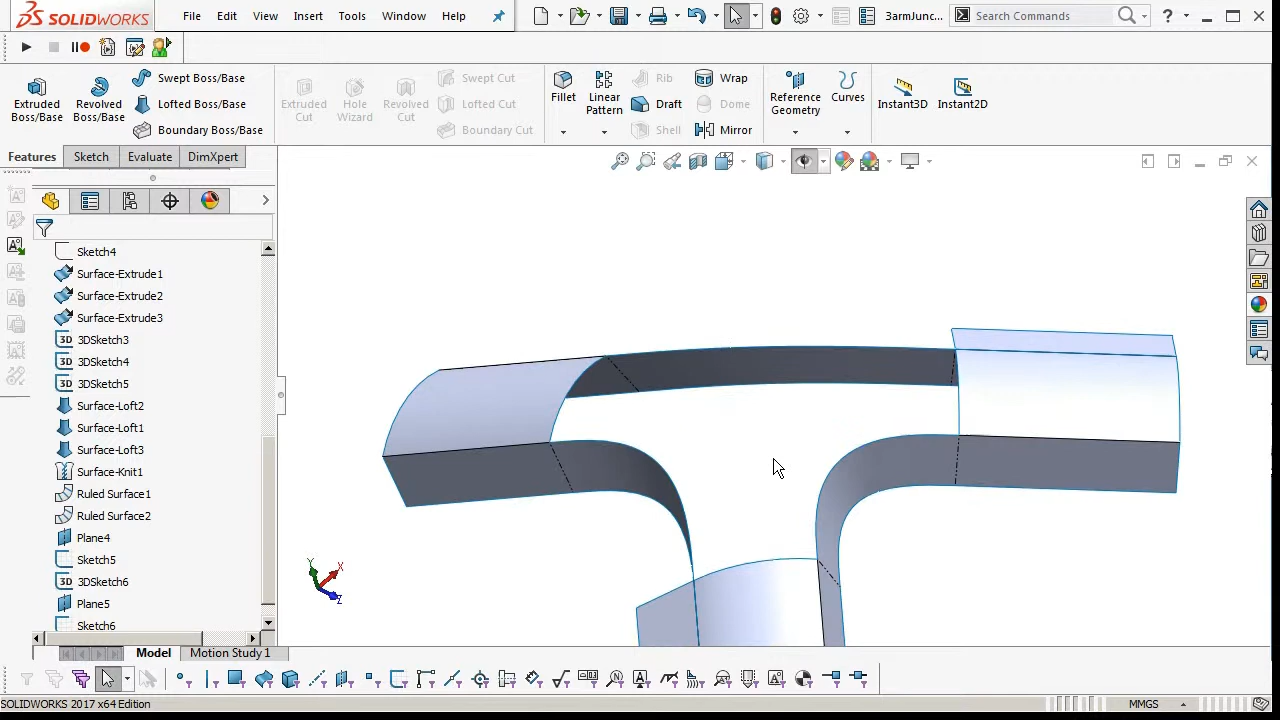 SOLIDWORKS File Edit View Insert Tools Window Help 3armJunc... Search Commands ?
Extruded Boss/Base Revolved Boss/Base Swept Boss/Base Lofted Boss/Base Boundary Boss/Base Extruded Cut Hole Wizard Revolved Cut Swept Cut Lofted Cut Boundary Cut Fillet Linear Pattern Rib Draft Shell Wrap Dome Mirror Reference Geometry Curves Instant3D Instant2D
Features Sketch Evaluate DimXpert
Sketch4
Surface-Extrude1
Surface-Extrude2
Surface-Extrude3
3D 3DSketch3
3D 3DSketch4
3D 3DSketch5
Surface-Loft2
Surface-Loft1
Surface-Loft3
Surface-Knit1
Ruled Surface1
Ruled Surface2
Plane4
Sketch5
3D 3DSketch6
Plane5
Sketch6
Y X Z
Model Motion Study 1
SOLIDWORKS 2017 x64 Edition MMGS